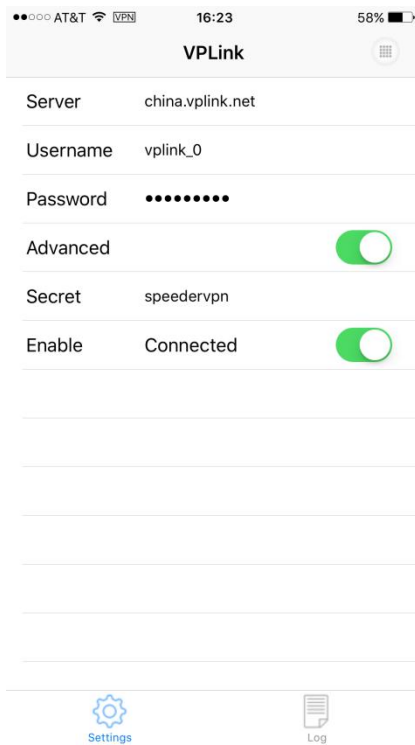 AT&T VPN 16:23 58%
VPLink
Server china.vplink.net
Username vplink_0
Password •••••••••
Advanced
Secret speedervpn
Enable Connected
Settings Log